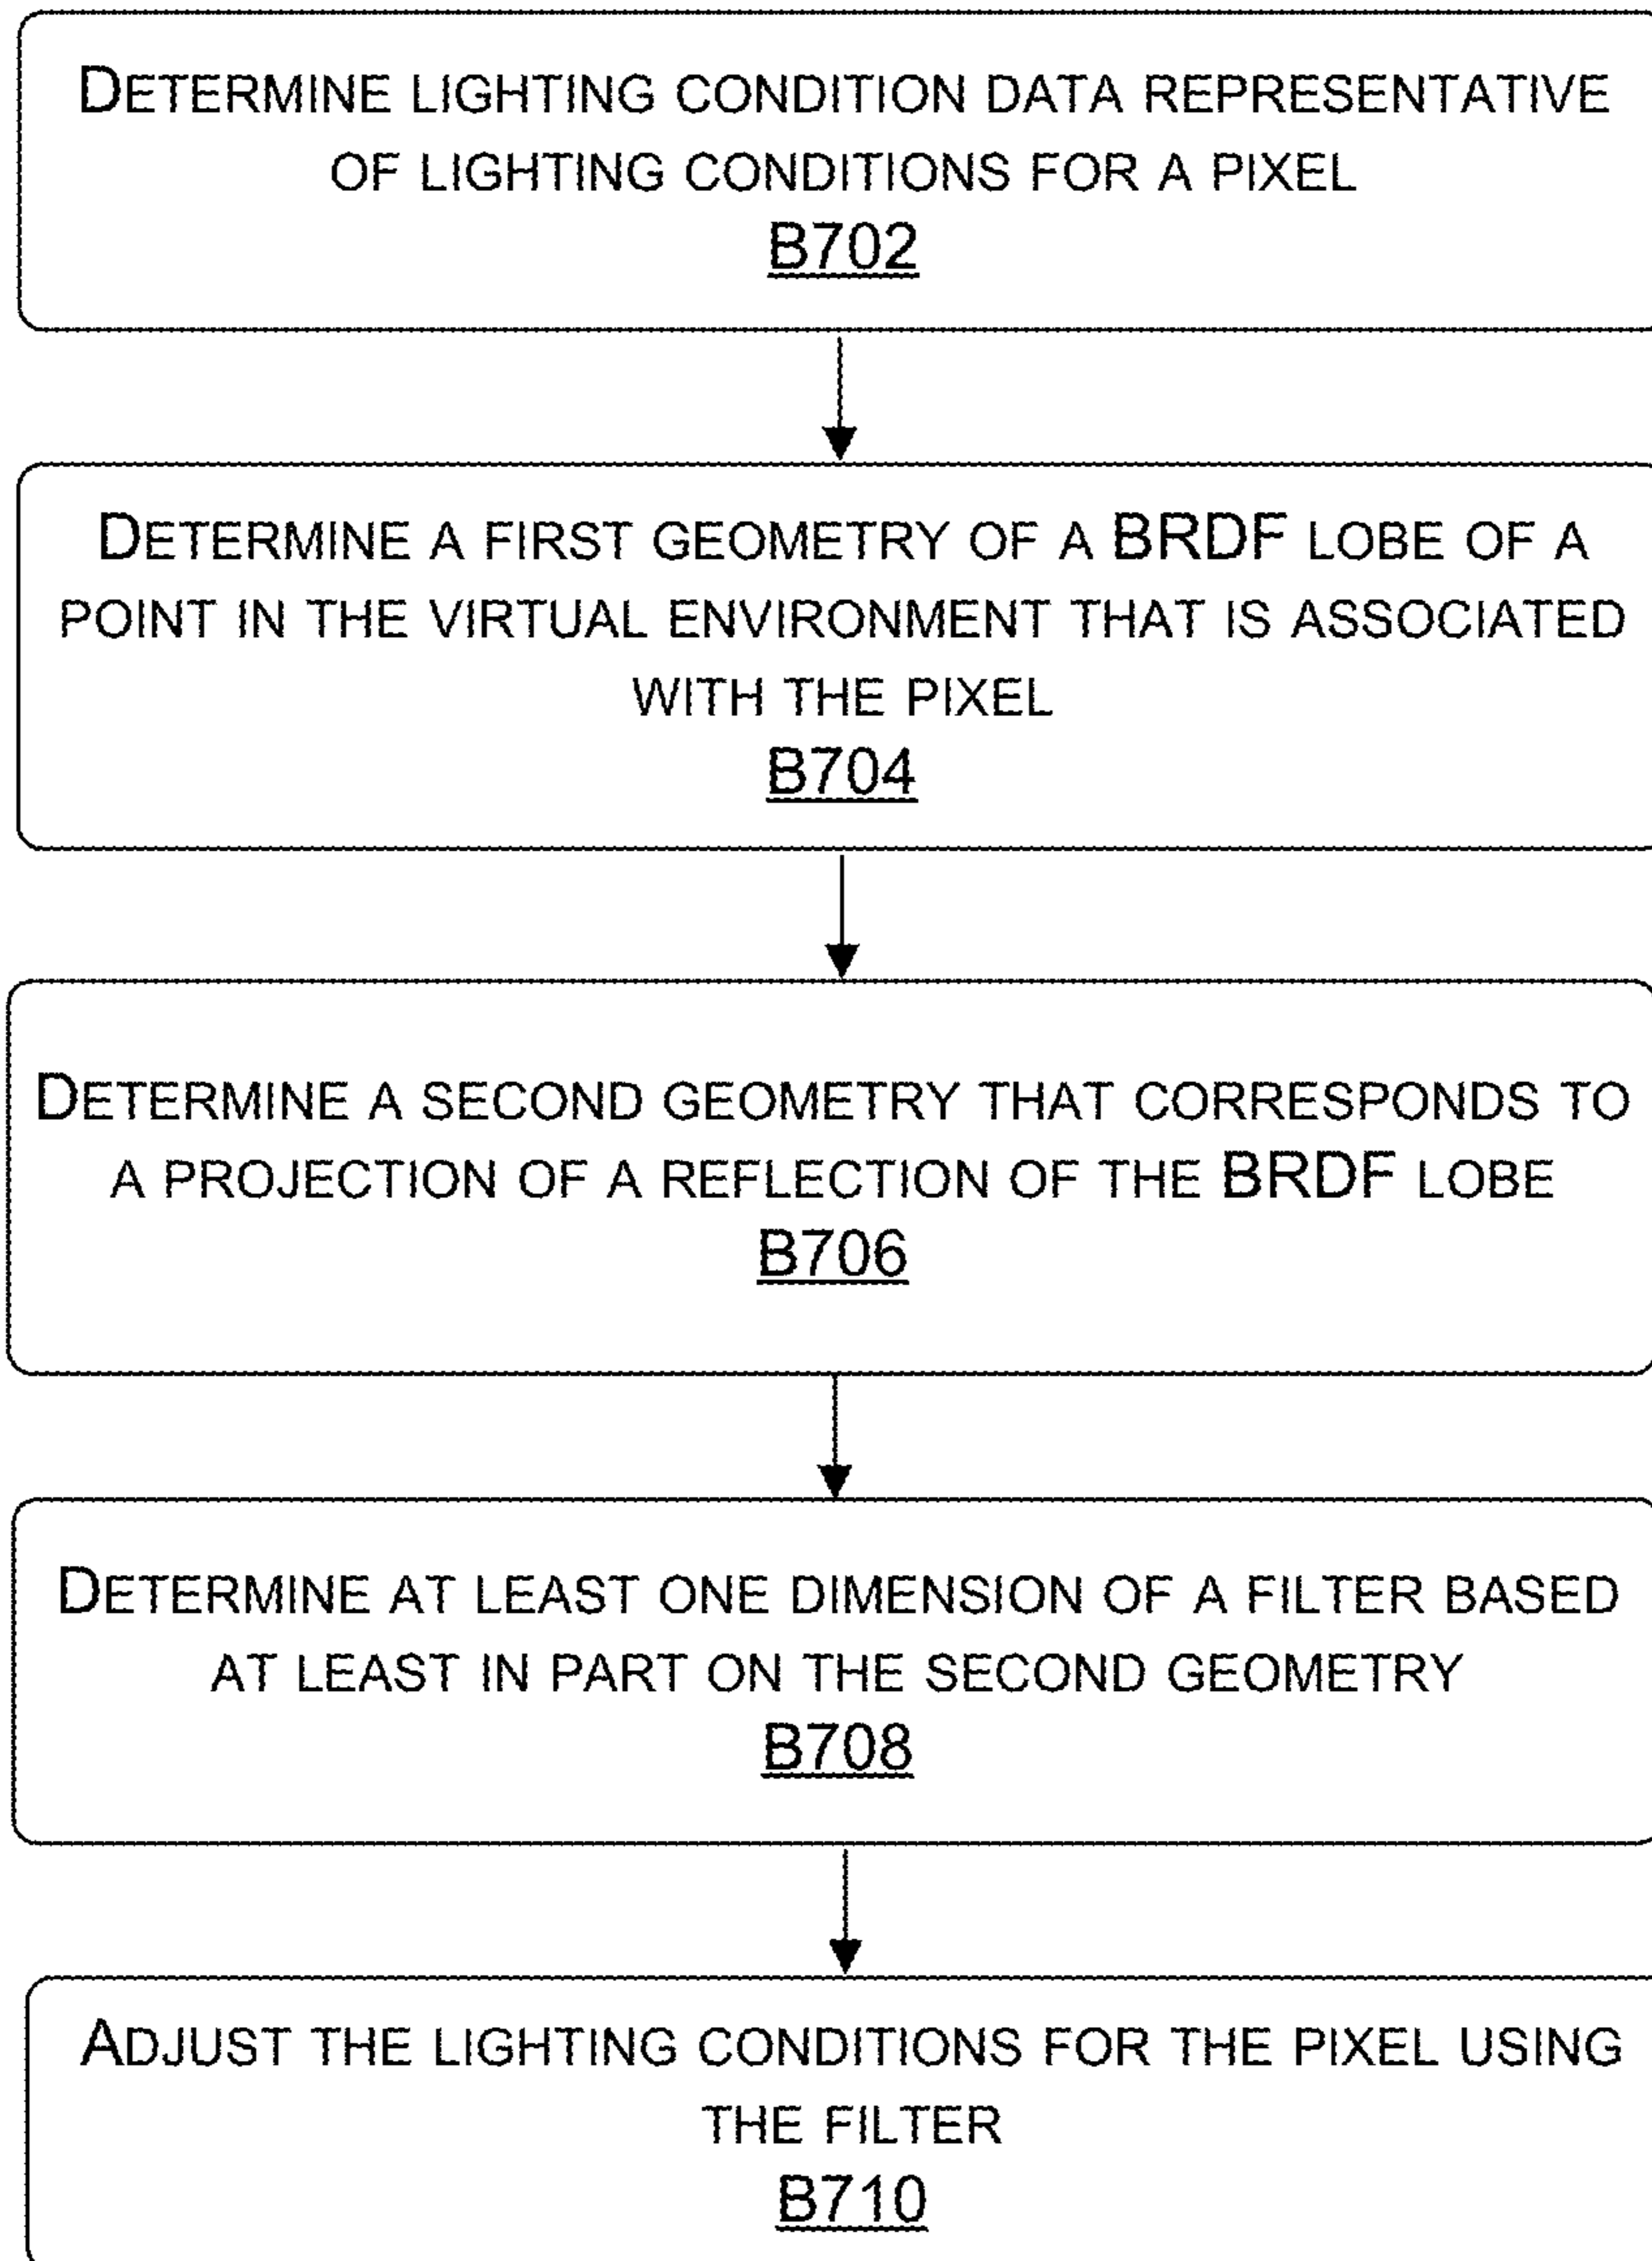 DETERMINE LIGHTING CONDITION DATA REPRESENTATIVE
OF LIGHTING CONDITIONS FOR A PIXEL
B702
DETERMINE A FIRST GEOMETRY OF A BRDF LOBE OF A
POINT IN THE VIRTUAL ENVIRONMENT THAT IS ASSOCIATED
WITH THE PIXEL
B704
DETERMINE A SECOND GEOMETRY THAT CORRESPONDS TO
A PROJECTION OF A REFLECTION OF THE BRDF LOBE
B706
DETERMINE AT LEAST ONE DIMENSION OF A FILTER BASED
AT LEAST IN PART ON THE SECOND GEOMETRY
B708
ADJUST THE LIGHTING CONDITIONS FOR THE PIXEL USING
THE FILTER
B710